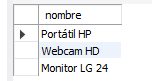 nombre
Portátil HP
Webcam HD
Monitor LG 24